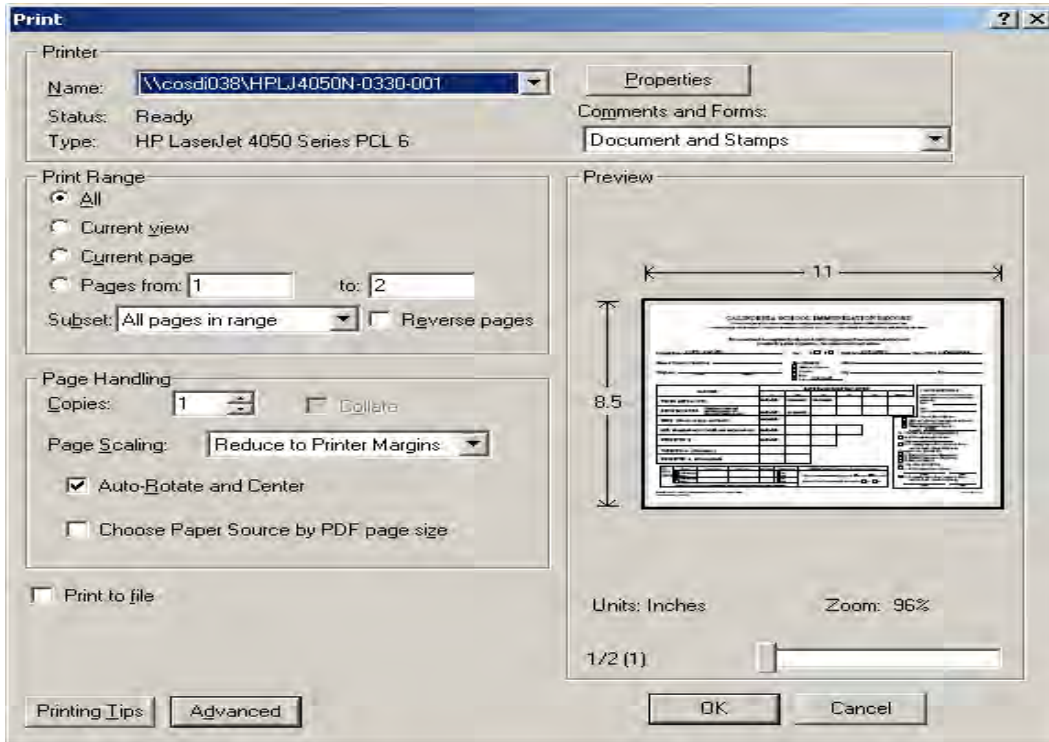 Print
Printer
Name: \\cosdi038\HPLJ4050N-0330-001
Properties
Status: Ready
Comments and Forms:
Type: HP LaserJet 4050 Series PCL 6
Document and Stamps
Print Range
All
Current view
Current page
Pages from: 1 to: 2
Subset: All pages in range Reverse pages
Page Handling
Copies: 1 Collate
Page Scaling: Reduce to Printer Margins
Auto-Rotate and Center
Choose Paper Source by PDF page size
Print to file
Preview
11
8.5
CALIFORNIA SCHOOL IMMUNIZATION RECORD
Units: Inches Zoom: 96%
1/2 (1)
Printing Tips Advanced OK Cancel